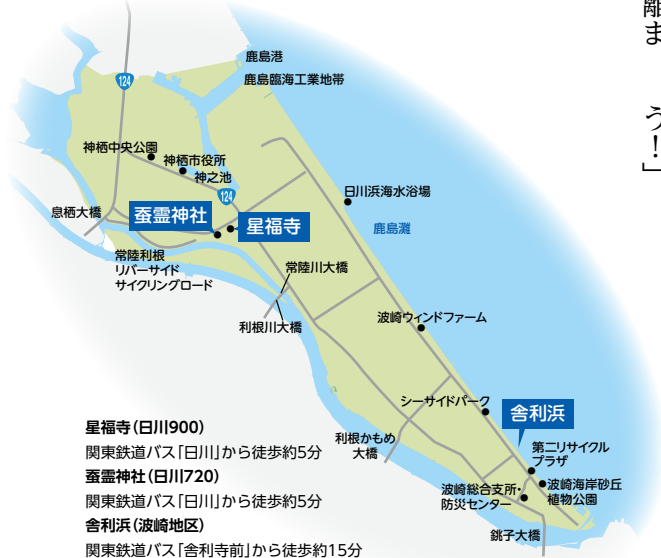 離ま
う！」
鹿島港
鹿島臨海工業地帯
124
神栖中央公園
神栖市役所
神之池
124
日川浜海水浴場
息栖大橋
蚕霊神社
星福寺
鹿島灘
常陸利根
リバーサイド
サイクリングロード
常陸川大橋
利根川大橋
波崎ウィンドファーム
シーサイドパーク
舎利浜
利根かもめ
大橋
第二リサイクル
プラザ
波崎総合支所・
防災センター
波崎海岸砂丘
植物公園
銚子大橋
星福寺（日川900）
関東鉄道バス「日川」から徒歩約5分
蚕霊神社（日川720）
関東鉄道バス「日川」から徒歩約5分
舎利浜（波崎地区）
関東鉄道バス「舎利寺前」から徒歩約15分